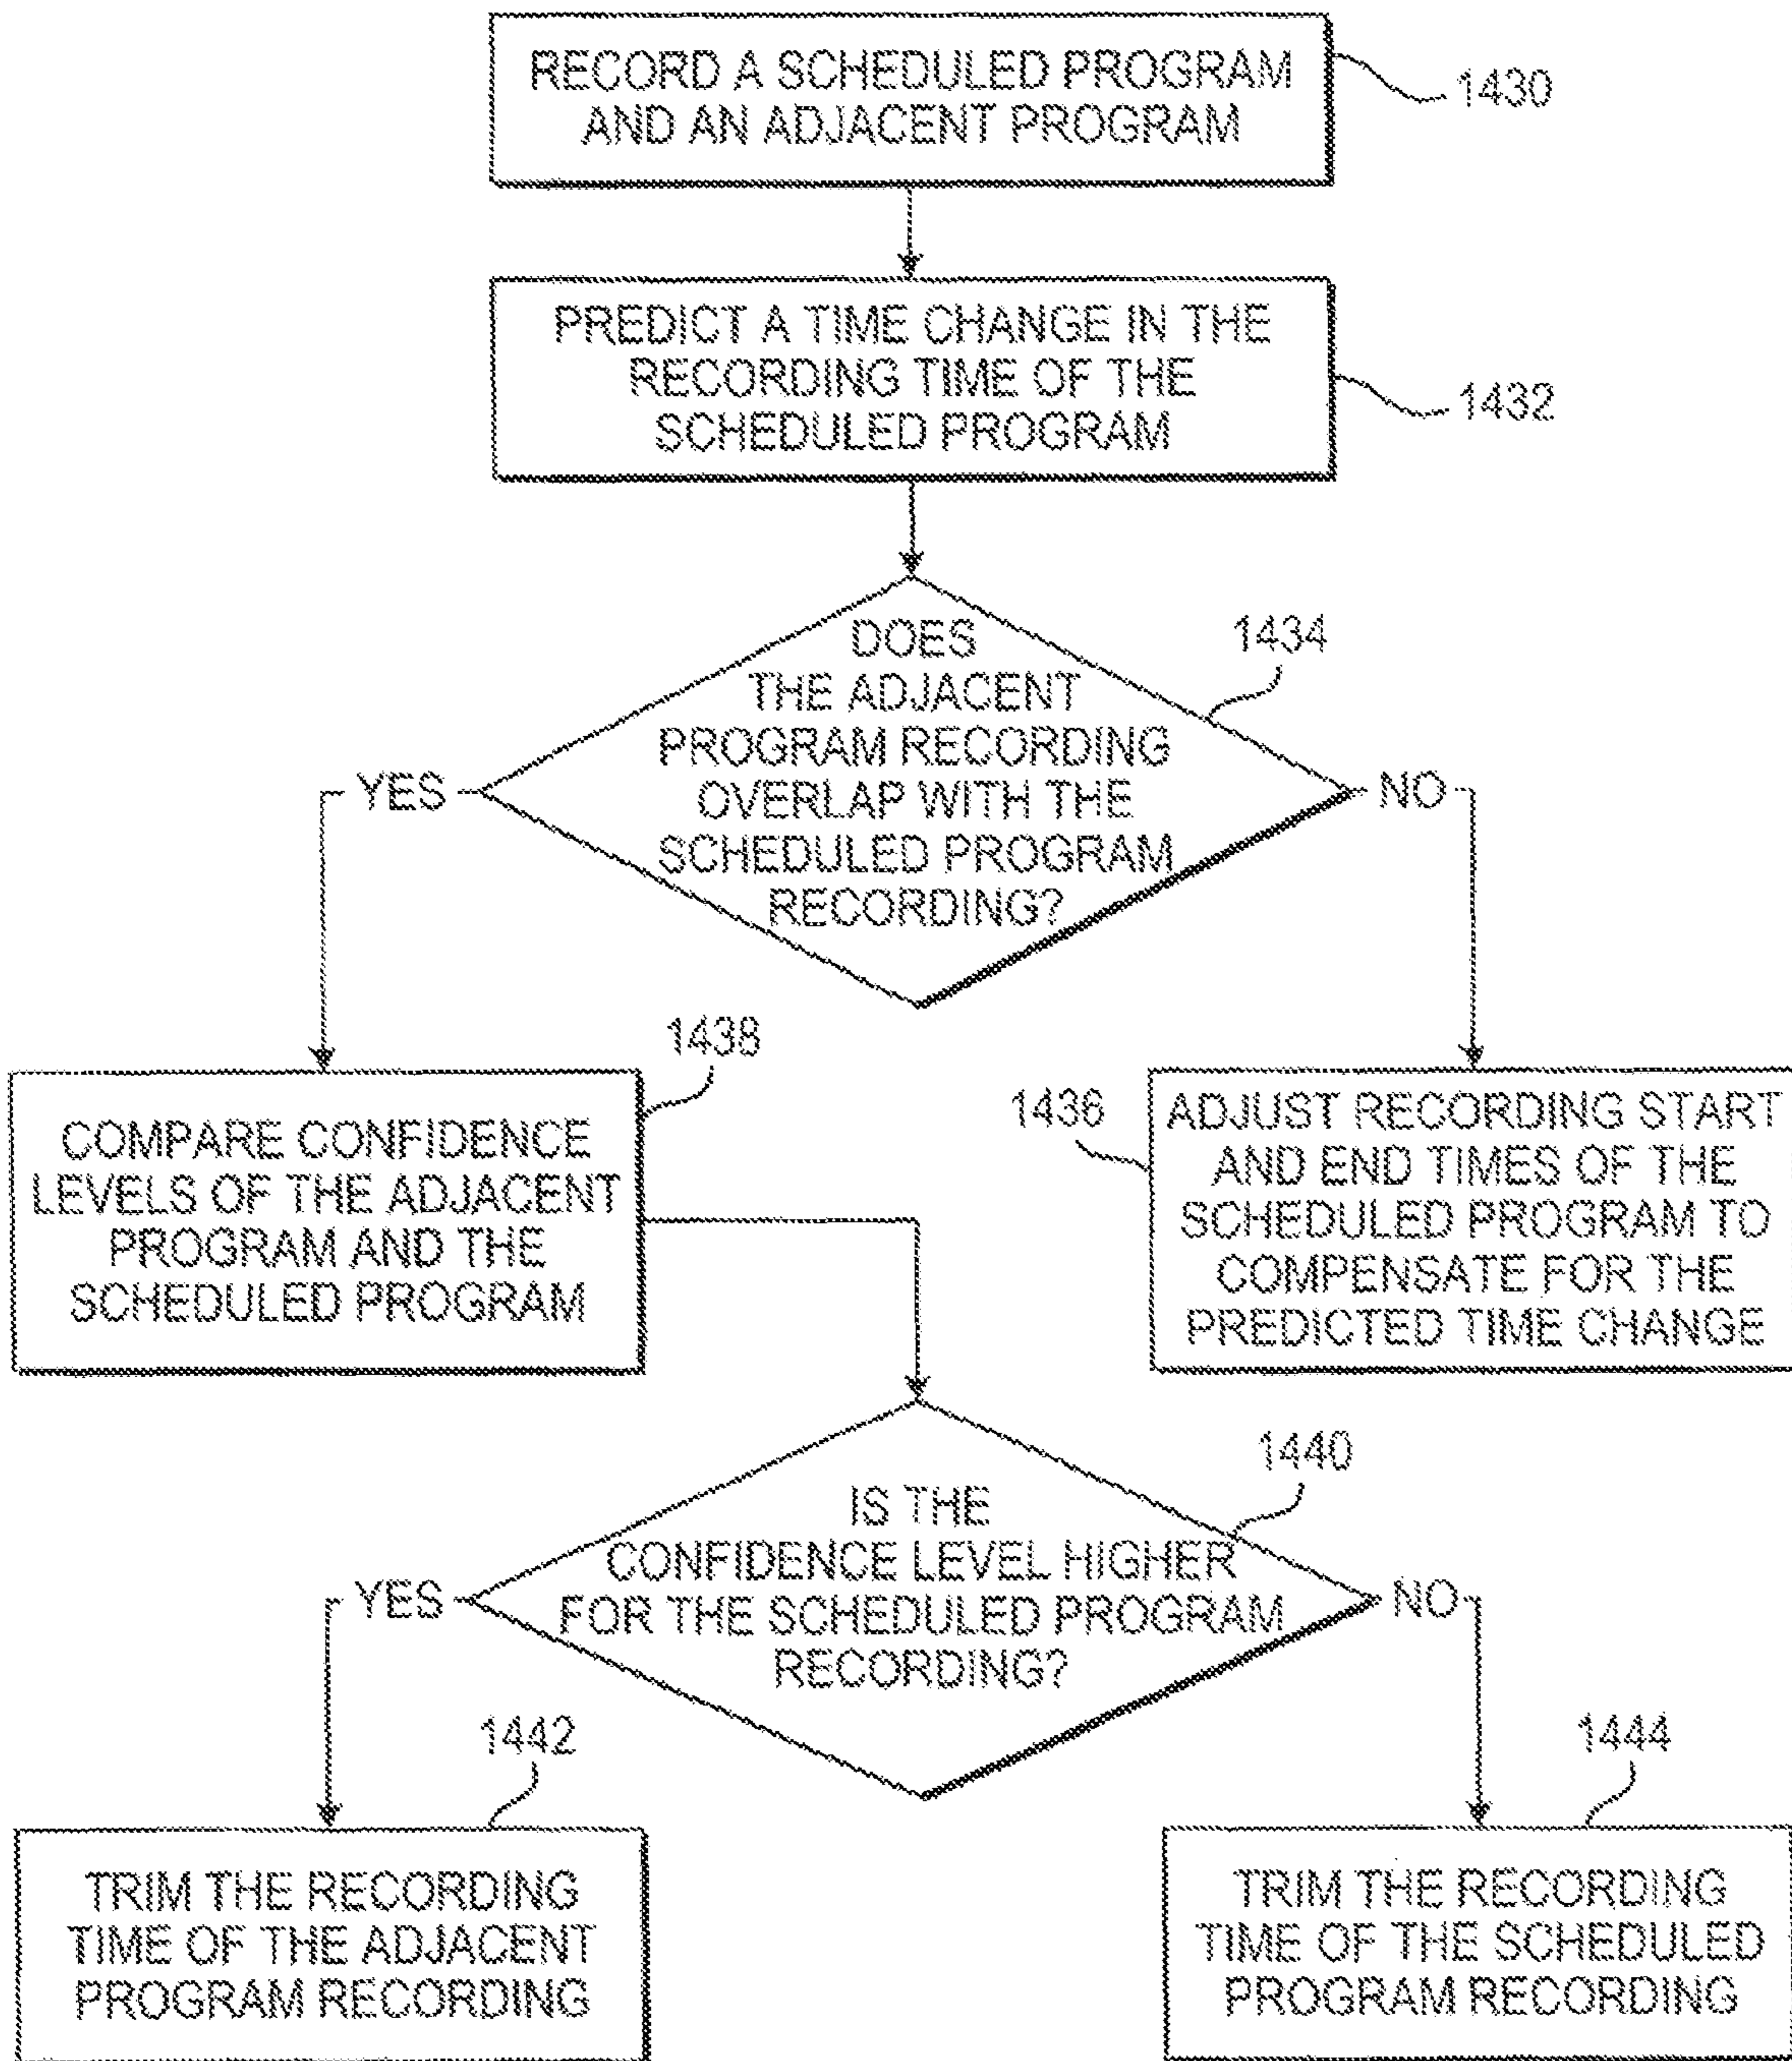 RECORD A SCHEDULED PROGRAM
AND AN ADJACENT PROGRAM
1430
PREDICT A TIME CHANGE IN THE
RECORDING TIME OF THE
SCHEDULED PROGRAM
1432
DOES
THE ADJACENT
PROGRAM RECORDING
OVERLAP WITH THE
SCHEDULED PROGRAM
RECORDING?
1434
YES
NO
1438
COMPARE CONFIDENCE
LEVELS OF THE ADJACENT
PROGRAM AND THE
SCHEDULED PROGRAM
1436
ADJUST RECORDING START
AND END TIMES OF THE
SCHEDULED PROGRAM TO
COMPENSATE FOR THE
PREDICTED TIME CHANGE
1440
IS THE
CONFIDENCE LEVEL HIGHER
FOR THE SCHEDULED PROGRAM
RECORDING?
YES
NO
1442
TRIM THE RECORDING
TIME OF THE ADJACENT
PROGRAM RECORDING
1444
TRIM THE RECORDING
TIME OF THE SCHEDULED
PROGRAM RECORDING